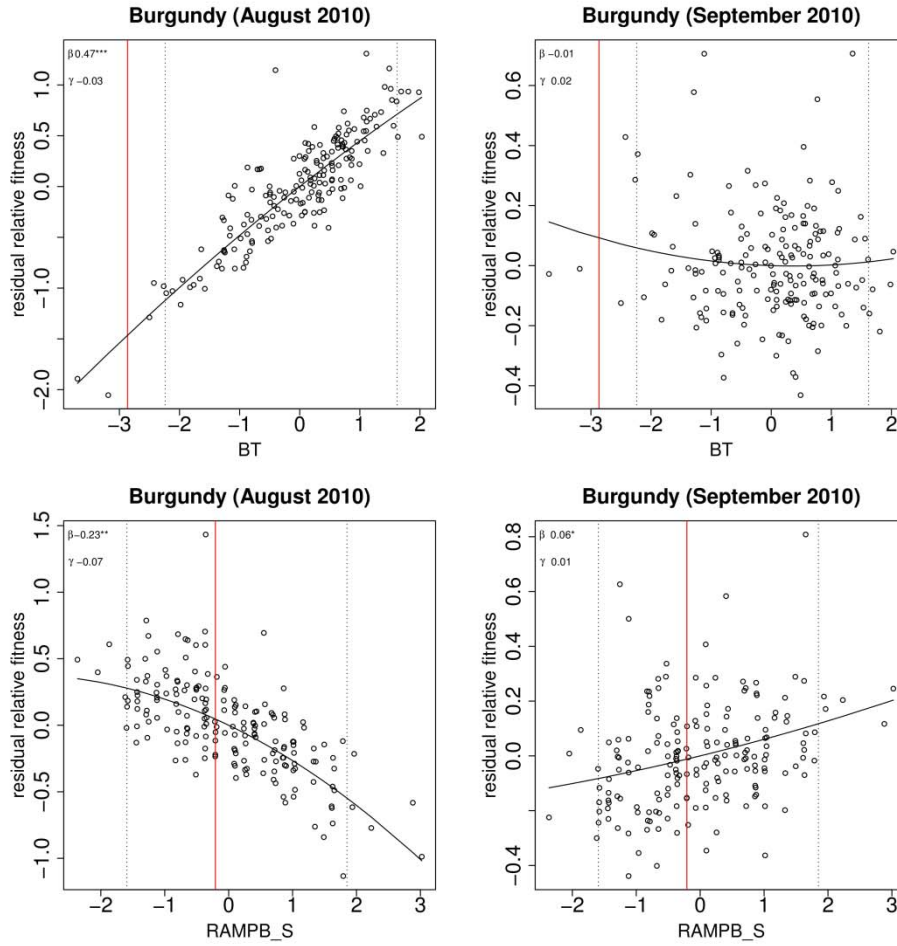 Burgundy (August 2010)
β 0.47***
γ -0.03
residual relative fitness
1.0
0.5
0.0
-1.0
-2.0
-3 -2 -1 0 1 2
BT
Burgundy (September 2010)
β -0.01
γ 0.02
residual relative fitness
0.6
0.4
0.2
0.0
-0.2
-0.4
-3 -2 -1 0 1 2
BT
Burgundy (August 2010)
β -0.23**
γ -0.07
residual relative fitness
1.5
1.0
0.5
0.0
-0.5
-1.0
-2 -1 0 1 2 3
RAMPB_S
Burgundy (September 2010)
β 0.06*
γ 0.01
residual relative fitness
0.8
0.4
0.0
-0.4
-2 -1 0 1 2 3
RAMPB_S